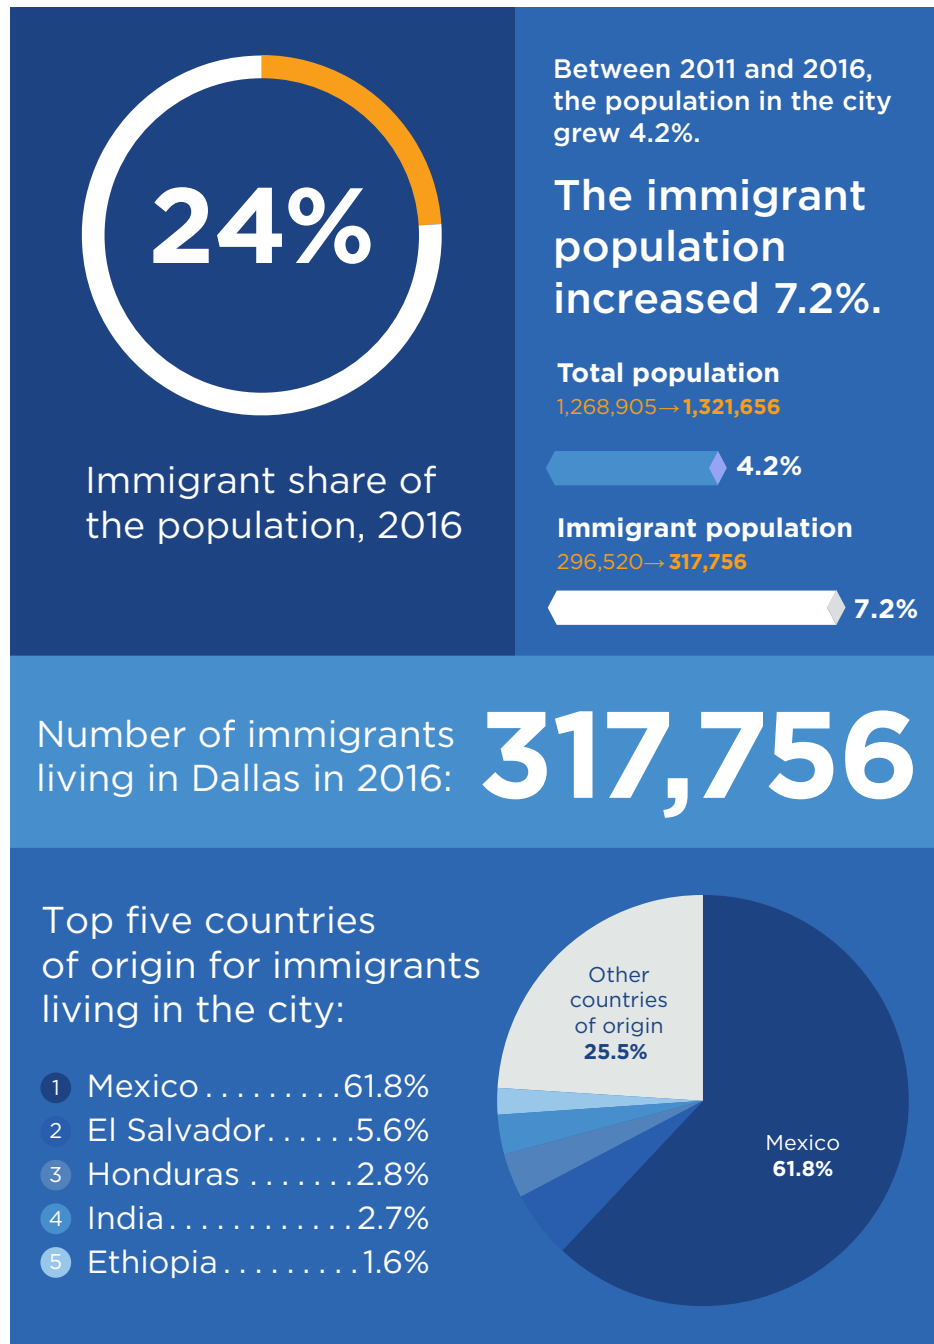 24%
Immigrant share of
the population, 2016
Between 2011 and 2016,
the population in the city
grew 4.2%.
The immigrant
population
increased 7.2%.
Total population
1,268,905→1,321,656
4.2%
Immigrant population
296,520→317,756
7.2%
Number of immigrants
living in Dallas in 2016:
317,756
Top five countries
of origin for immigrants
living in the city:
1 Mexico.........61.8%
2 El Salvador......5.6%
3 Honduras.......2.8%
4 India............2.7%
5 Ethiopia.........1.6%
Other
countries
of origin
25.5%
Mexico
61.8%